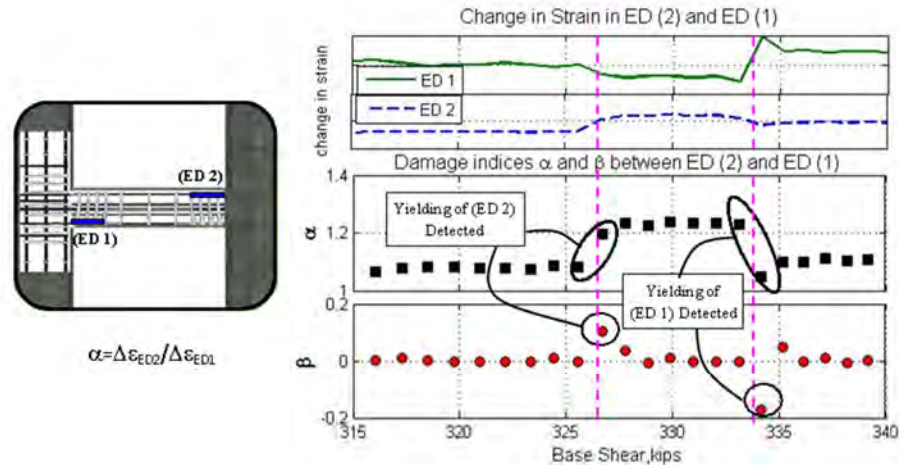 Change in Strain in ED (2) and ED (1)
change in strain
ED 1
ED 2
(ED 2)
(ED 1)
α=Δε_ED2/Δε_ED1
Damage indices α and β between ED (2) and ED (1)
1.4
1.2
1
α
Yielding of (ED 2)
Detected
Yielding of
(ED 1) Detected
0.2
0
-0.2
β
315
320
325
330
335
340
Base Shear,kips